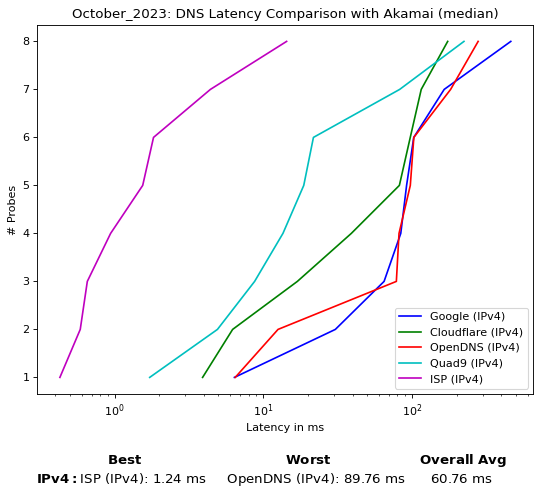 October_2023: DNS Latency Comparison with Akamai (median)
8
7
6
5
4
3
2
1
# Probes
Google (IPv4)
Cloudflare (IPv4)
OpenDNS (IPv4)
Quad9 (IPv4)
ISP (IPv4)
10⁰ 10¹ 10²
Latency in ms
Best Worst Overall Avg
IPv4: ISP (IPv4): 1.24 ms OpenDNS (IPv4): 89.76 ms 60.76 ms